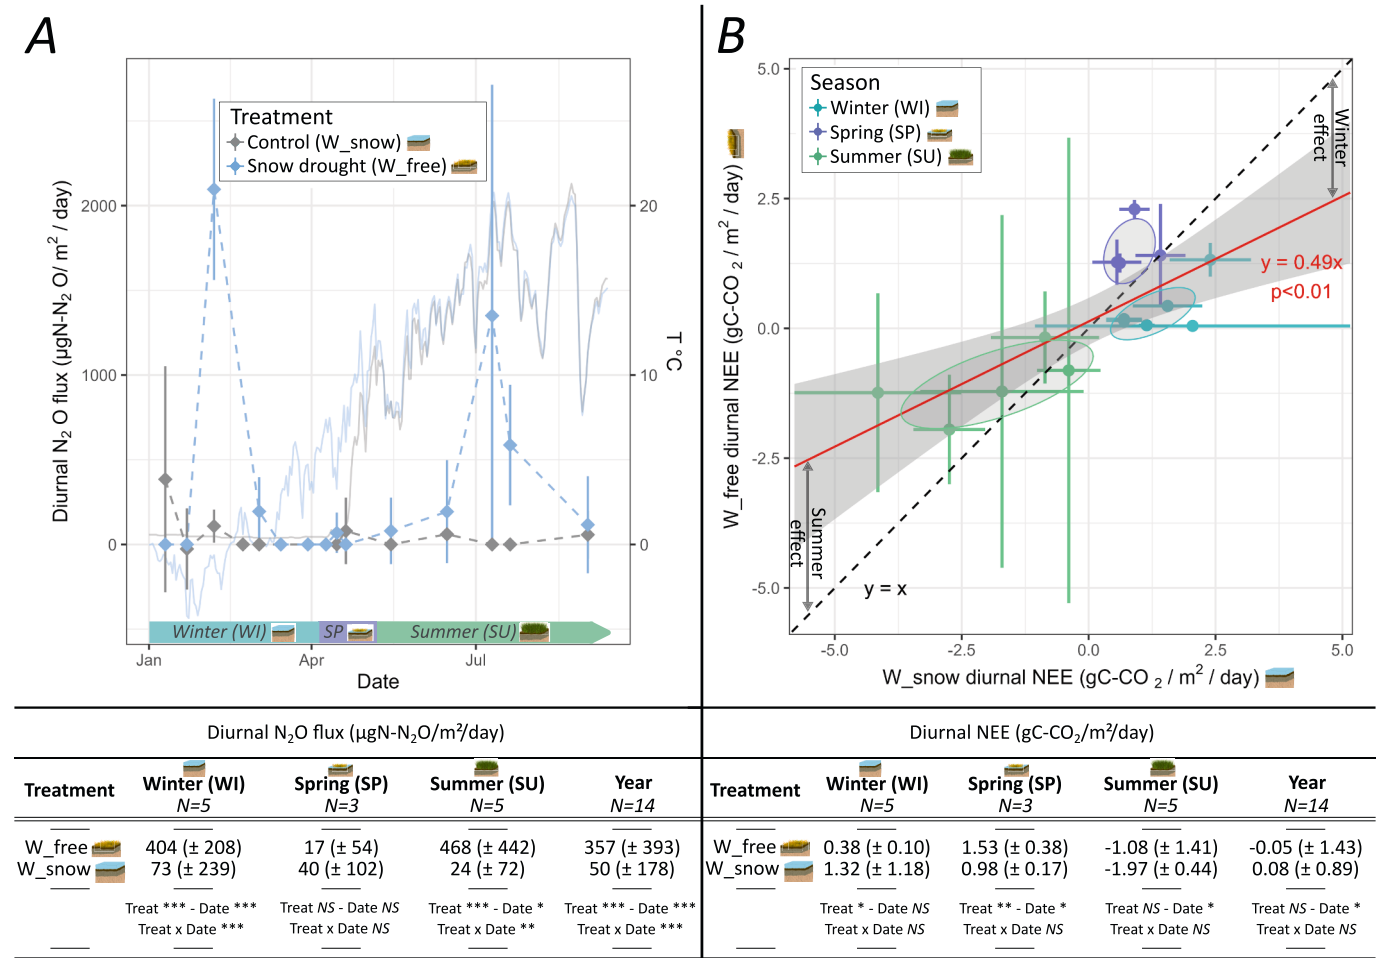 A
Diurnal N2 O flux (µgN-N2 O/ m2 / day)
2000
1000
0
Treatment
Control (W_snow)
Snow drought (W_free)
20
10
0
T°C
Winter (WI)
SP
Summer (SU)
Jan
Apr
Jul
Date
B
W_free diurnal NEE (gC-CO 2 / m2 / day)
5.0
2.5
0.0
-2.5
-5.0
Season
Winter (WI)
Spring (SP)
Summer (SU)
Winter
effect
y = 0.49x
p<0.01
Summer
effect
y = x
-5.0
-2.5
0.0
2.5
5.0
W_snow diurnal NEE (gC-CO 2 / m2 / day)
Diurnal N2O flux (µgN-N2O/m²/day)
Treatment Winter (WI) Spring (SP) Summer (SU) Year
N=5 N=3 N=5 N=14
W_free 404 (± 208) 17 (± 54) 468 (± 442) 357 (± 393)
W_snow 73 (± 239) 40 (± 102) 24 (± 72) 50 (± 178)
Treat *** - Date *** Treat NS - Date NS Treat *** - Date * Treat *** - Date ***
Treat x Date *** Treat x Date NS Treat x Date ** Treat x Date ***
Diurnal NEE (gC-CO2/m²/day)
Treatment Winter (WI) Spring (SP) Summer (SU) Year
N=5 N=3 N=5 N=14
W_free 0.38 (± 0.10) 1.53 (± 0.38) -1.08 (± 1.41) -0.05 (± 1.43)
W_snow 1.32 (± 1.18) 0.98 (± 0.17) -1.97 (± 0.44) 0.08 (± 0.89)
Treat * - Date NS Treat ** - Date * Treat NS - Date * Treat NS - Date *
Treat x Date NS Treat x Date NS Treat x Date NS Treat x Date NS